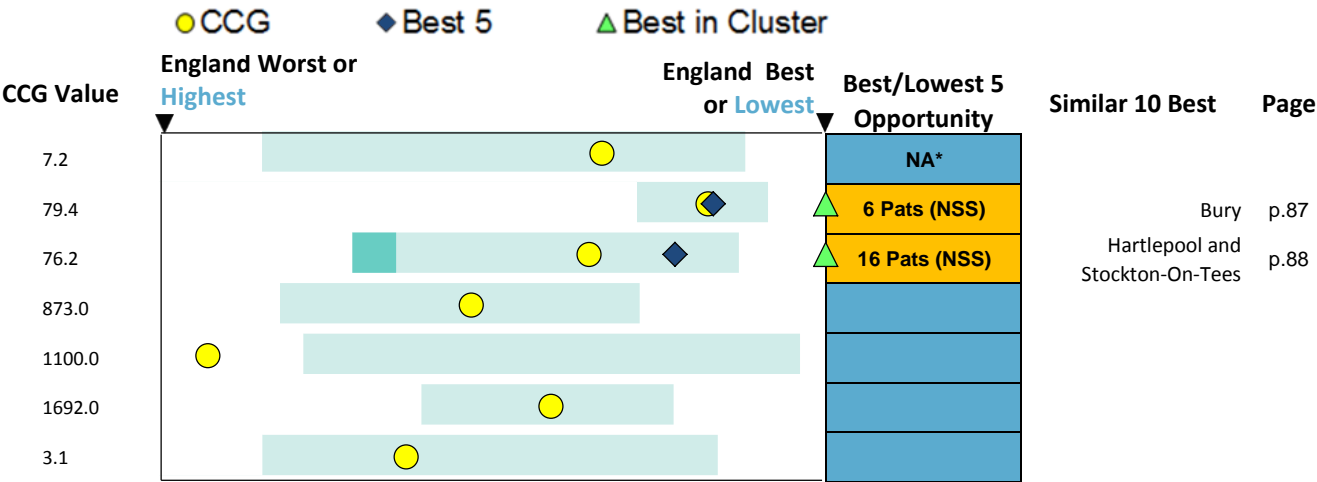 CCG Best 5 Best in Cluster
CCG Value
England Worst or
Highest
England Best
or Lowest
Best/Lowest 5
Opportunity
Similar 10 Best
Page
7.2 NA*
79.4 6 Pats (NSS) Bury p.87
76.2 16 Pats (NSS) Hartlepool and
Stockton-On-Tees p.88
873.0
1100.0
1692.0
3.1